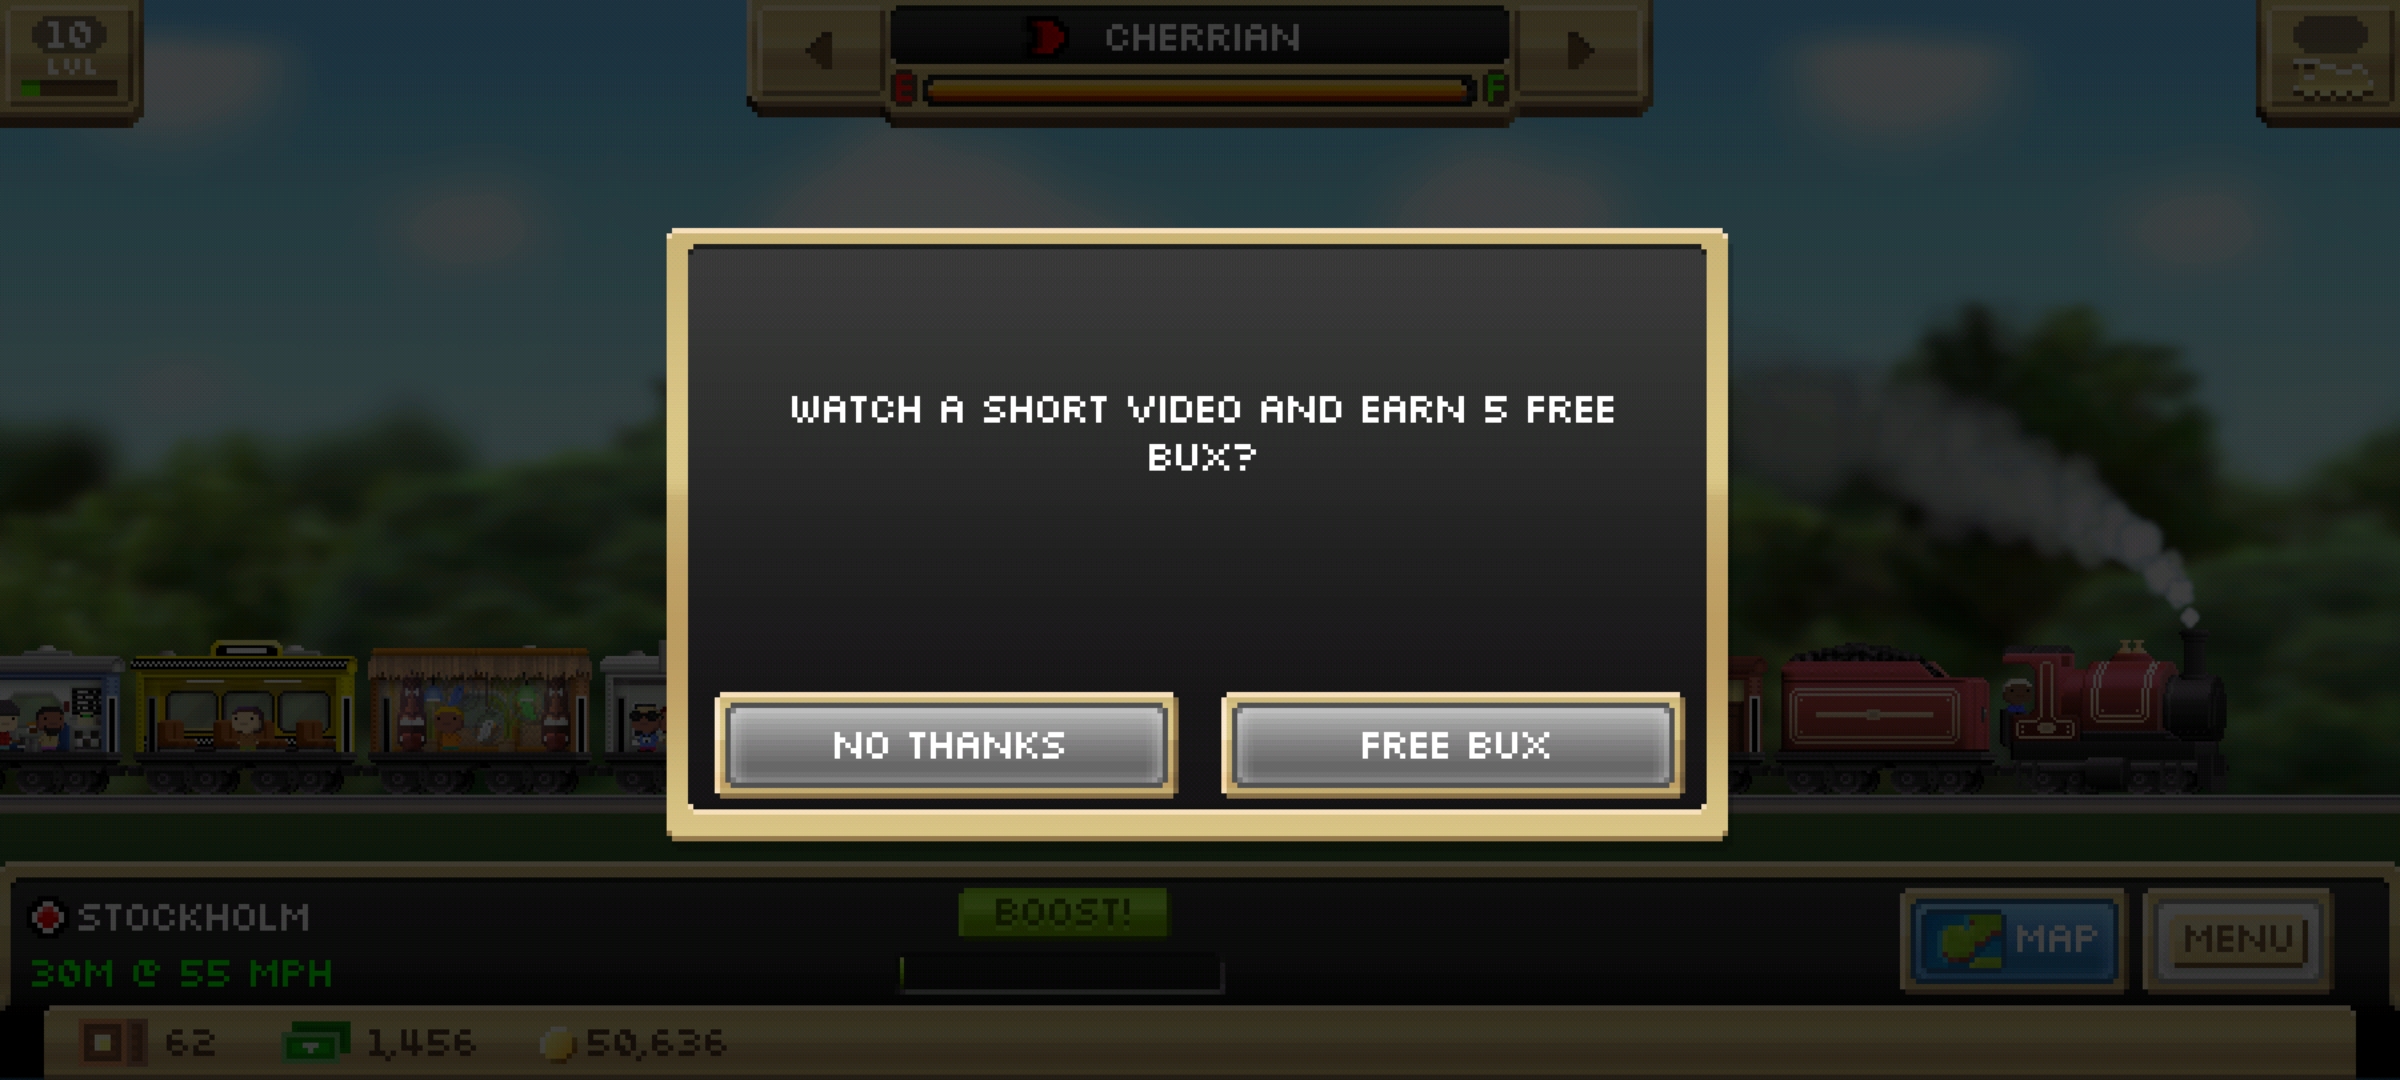 10
LVL
CHERRIAN
E F
WATCH A SHORT VIDEO AND EARN 5 FREE
BUX?
NO THANKS
FREE BUX
STOCKHOLM
30M @ 55 MPH
BOOST!
MAP
MENU
62
1,456
50,636